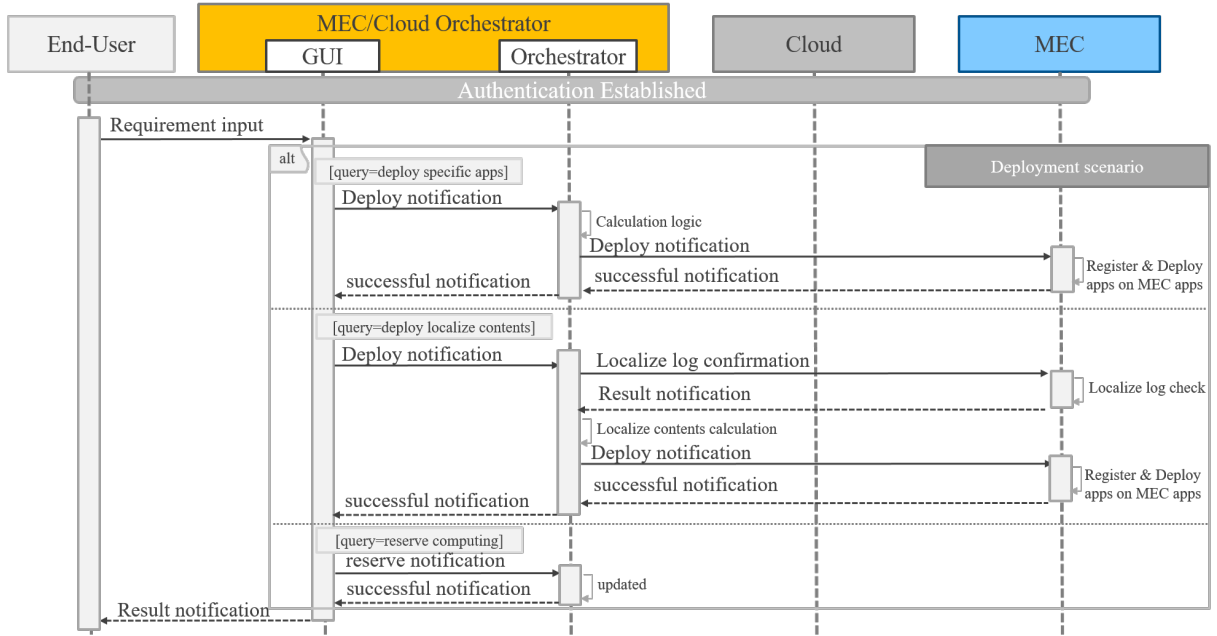 End-User
MEC/Cloud Orchestrator
GUI
Orchestrator
Cloud
MEC
Authentication Established
Requirement input
alt
Deployment scenario
[query=deploy specific apps]
Deploy notification
Calculation logic
Deploy notification
Register & Deploy
apps on MEC apps
successful notification
successful notification
[query=deploy localize contents]
Deploy notification
Localize log confirmation
Localize log check
Result notification
Localize contents calculation
Deploy notification
Register & Deploy
apps on MEC apps
successful notification
successful notification
[query=reserve computing]
reserve notification
updated
successful notification
Result notification